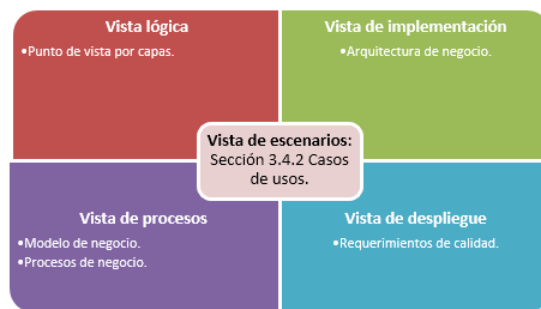 Vista lógica
•Punto de vista por capas.
Vista de implementación
•Arquitectura de negocio.
Vista de escenarios:
Sección 3.4.2 Casos
de usos.
Vista de procesos
•Modelo de negocio.
•Procesos de negocio.
Vista de despliegue
•Requerimientos de calidad.